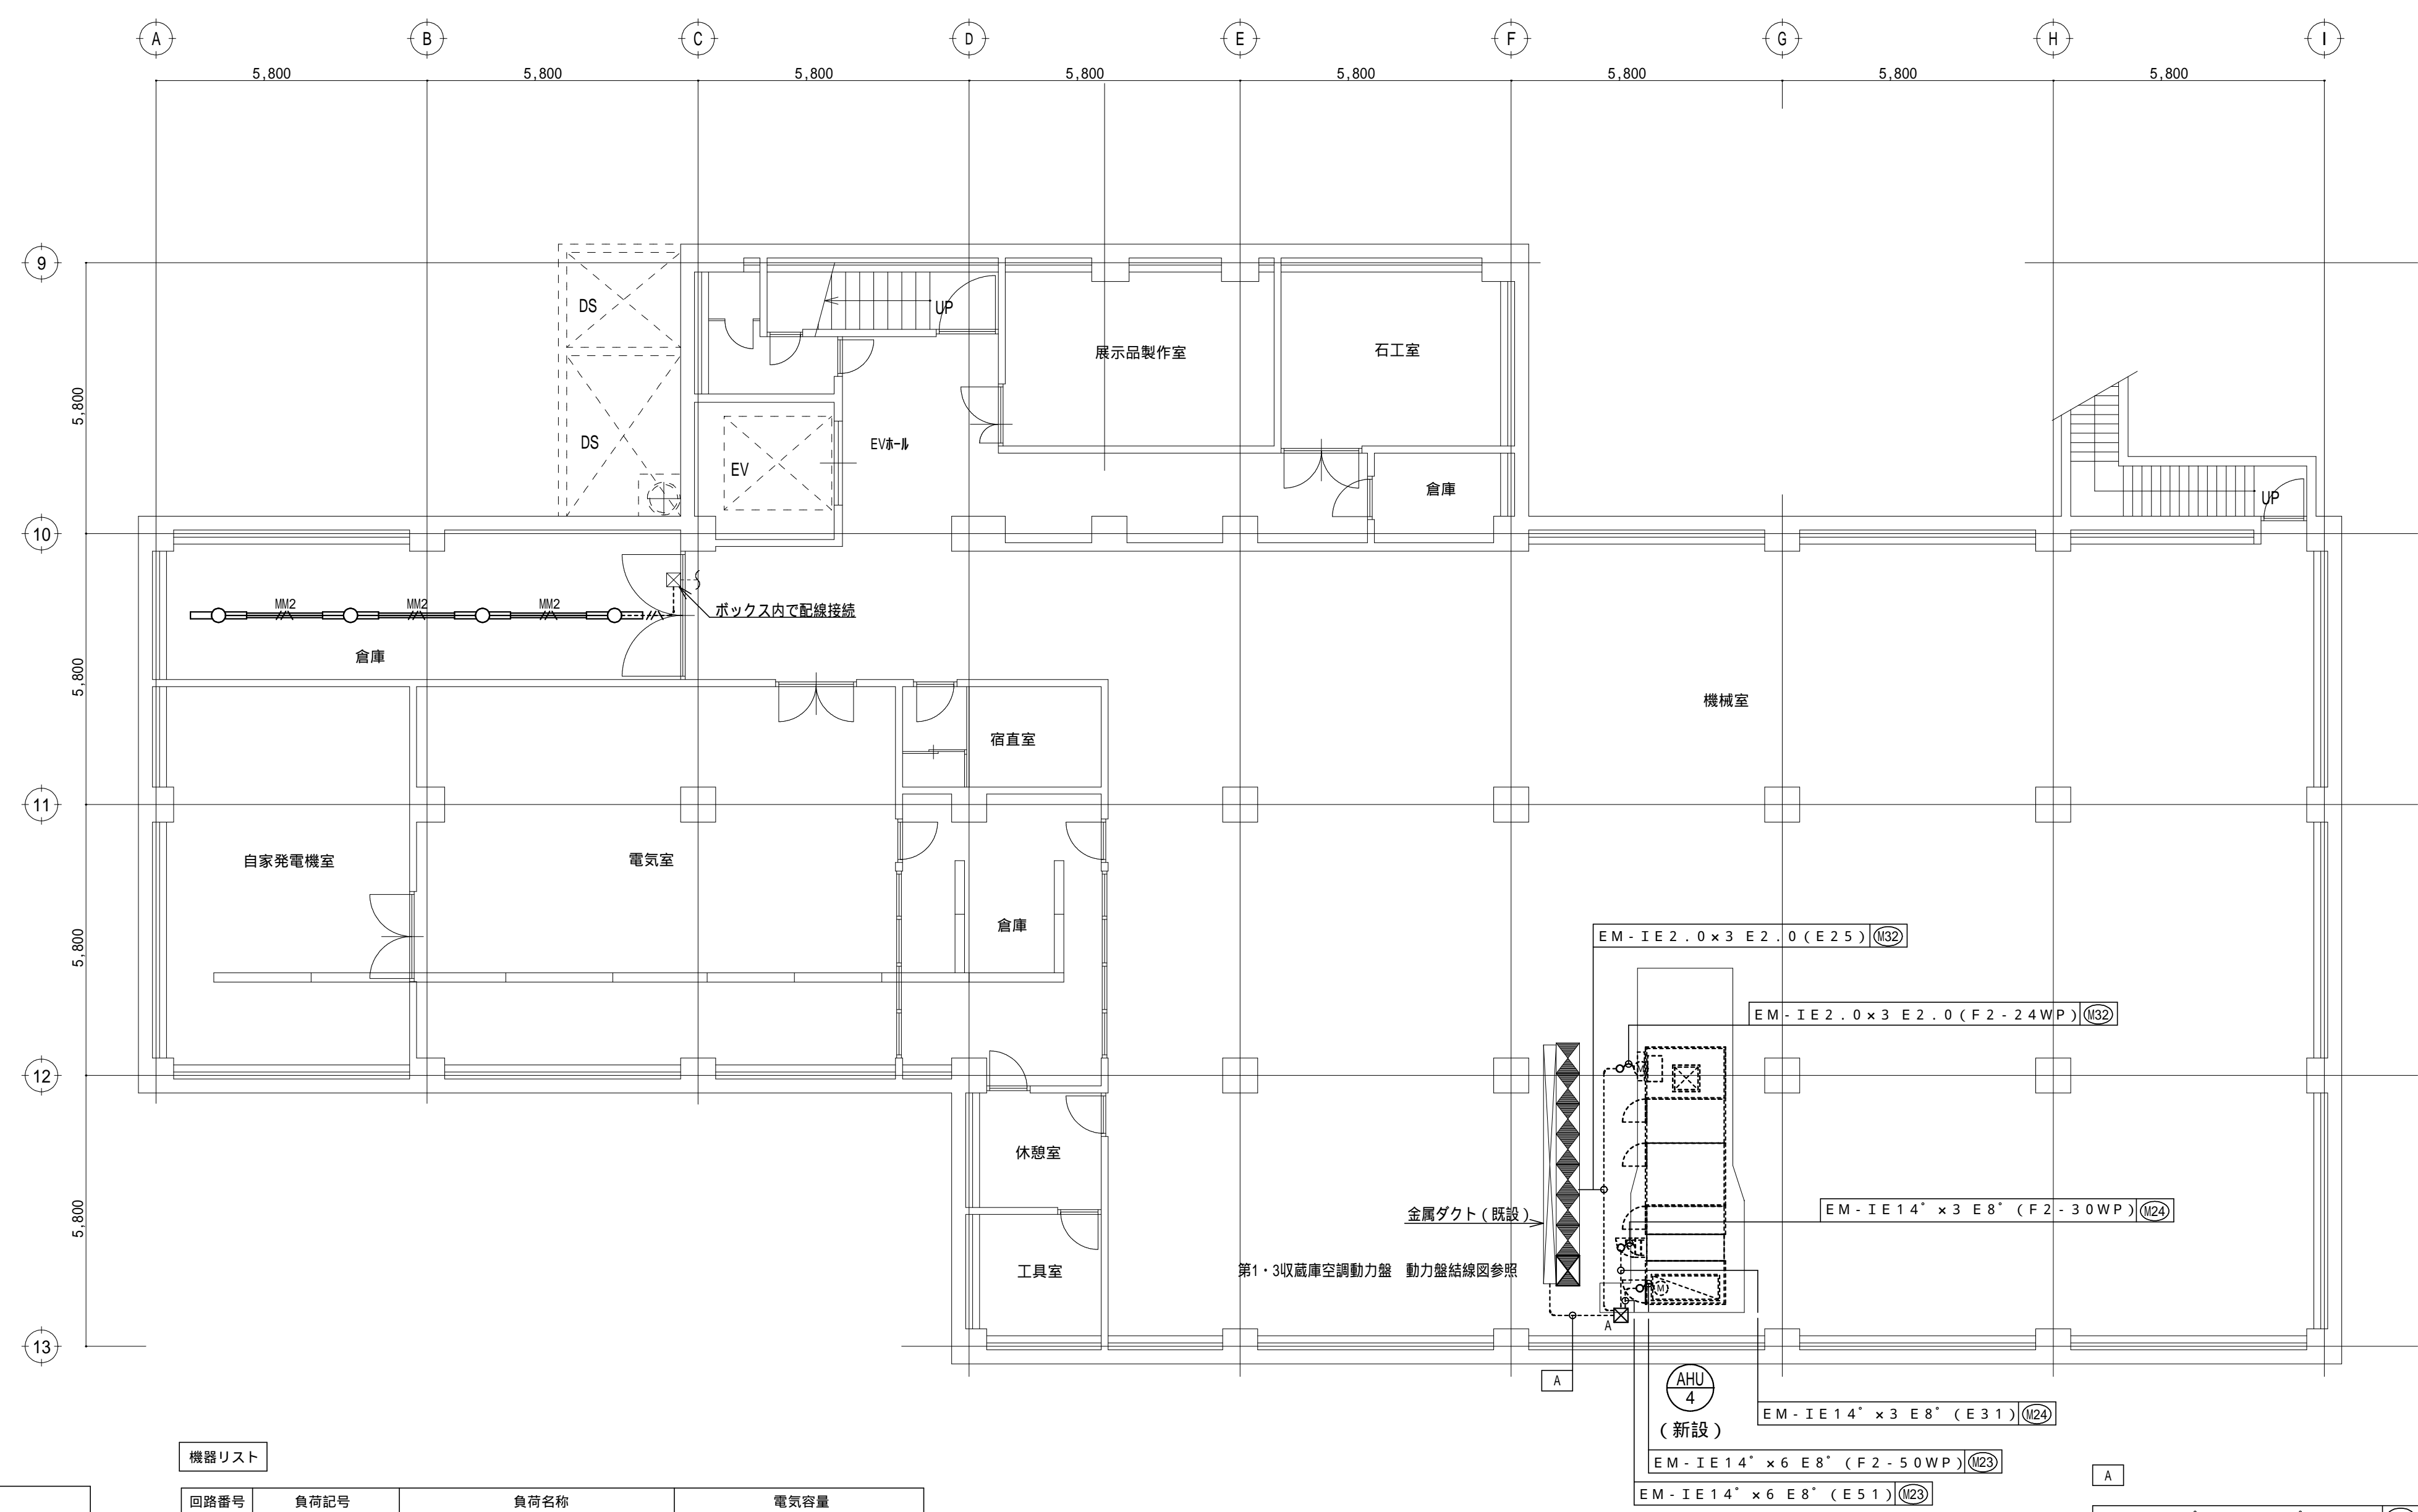 A B C D E F G H I
5,800 5,800 5,800 5,800 5,800 5,800 5,800 5,800
9
DS
UP
展示品製作室
石工室
5,800
DS
EV
EVホール
倉庫
UP
10
MM2 MM2 MM2
ボックス内で配線接続
倉庫
5,800
機械室
宿直室
11
自家発電機室
電気室
倉庫
5,800
EM-IE2.0×3 E2.0(E25) M32
EM-IE2.0×3 E2.0(F2-24WP) M32
12
M
休憩室
EM-IE14゜×3 E8゜(F2-30WP) M24
5,800
金属ダクト(既設)
工具室
第1・3収蔵庫空調動力盤 動力盤結線図参照
M
A
13
A
AHU
4
(新設)
EM-IE14゜×3 E8゜(E31) M24
機器リスト
EM-IE14゜×6 E8゜(F2-50WP) M23
A
EM-IE14゜×6 E8゜(E51) M23
回路番号 負荷記号 負荷名称 電気容量